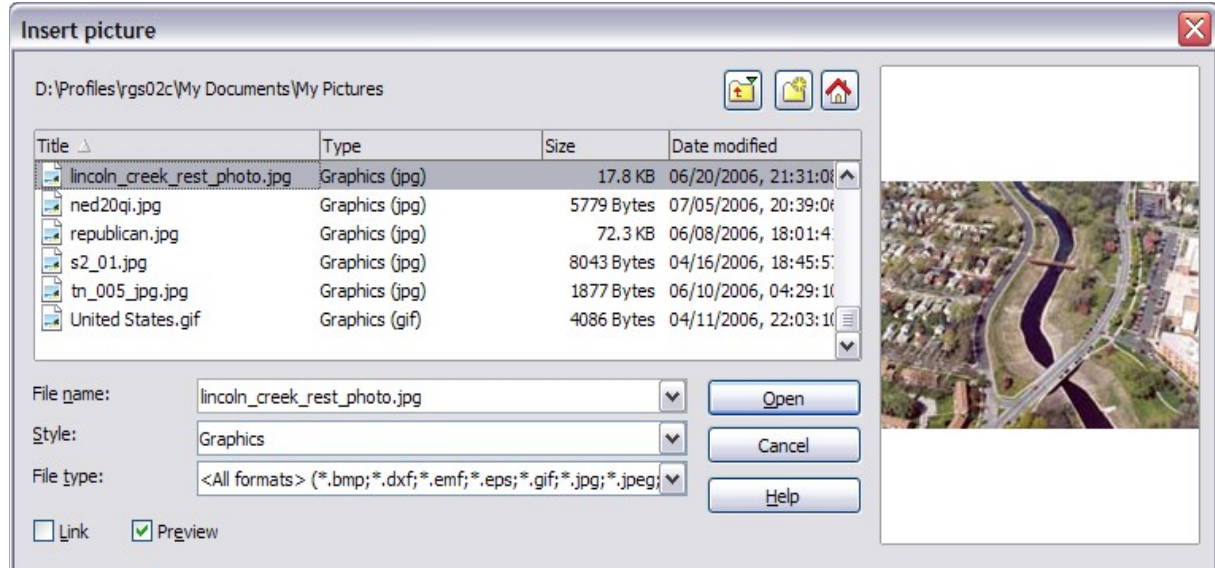 Insert picture
D:\Profiles\rgs02c\My Documents\My Pictures
Title Type Size Date modified
lincoln_creek_rest_photo.jpg Graphics (jpg) 17.8 KB 06/20/2006, 21:31:08
ned20qi.jpg Graphics (jpg) 5779 Bytes 07/05/2006, 20:39:06
republican.jpg Graphics (jpg) 72.3 KB 06/08/2006, 18:01:4
s2_01.jpg Graphics (jpg) 8043 Bytes 04/16/2006, 18:45:5
tn_005_jpg.jpg Graphics (jpg) 1877 Bytes 06/10/2006, 04:29:1
United States.gif Graphics (gif) 4086 Bytes 04/11/2006, 22:03:1
File name: lincoln_creek_rest_photo.jpg Open
Style: Graphics Cancel
File type: <All formats> (*.bmp;*.dxf;*.emf;*.eps;*.gif;*.jpg;*.jpeg; Help
Link Preview